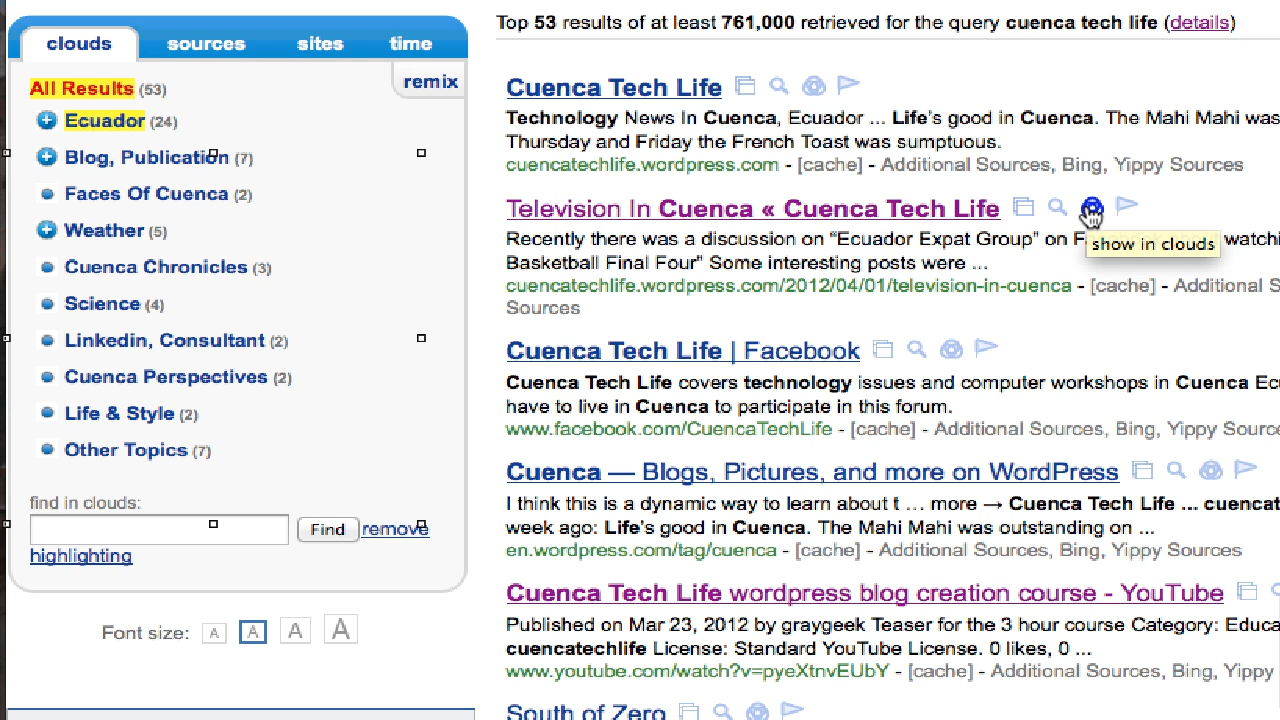 clouds sources sites time
remix
All Results (53)
Ecuador (24)
Blog, Publication (7)
Faces Of Cuenca (2)
Weather (5)
Cuenca Chronicles (3)
Science (4)
Linkedin, Consultant (2)
Cuenca Perspectives (2)
Life & Style (2)
Other Topics (7)
find in clouds:
Find remove
highlighting
Font size: A A A A
Top 53 results of at least 761,000 retrieved for the query cuenca tech life (details)
Cuenca Tech Life
Technology News In Cuenca, Ecuador ... Life's good in Cuenca. The Mahi Mahi was
Thursday and Friday the French Toast was sumptuous.
cuencatechlife.wordpress.com - [cache] - Additional Sources, Bing, Yippy Sources
Television In Cuenca « Cuenca Tech Life
Recently there was a discussion on “Ecuador Expat Group” on
show in clouds
Basketball Final Four” Some interesting posts were ...
cuencatechlife.wordpress.com/2012/04/01/television-in-cuenca - [cache] - Additional S
Sources
Cuenca Tech Life | Facebook
Cuenca Tech Life covers technology issues and computer workshops in Cuenca Ec
have to live in Cuenca to participate in this forum.
www.facebook.com/CuencaTechLife - [cache] - Additional Sources, Bing, Yippy Source
Cuenca — Blogs, Pictures, and more on WordPress
I think this is a dynamic way to learn about t ... more → Cuenca Tech Life ... cuencat
week ago: Life's good in Cuenca. The Mahi Mahi was outstanding on ...
en.wordpress.com/tag/cuenca - [cache] - Additional Sources, Bing, Yippy Sources
Cuenca Tech Life wordpress blog creation course - YouTube
Published on Mar 23, 2012 by graygeek Teaser for the 3 hour course Category: Educa
cuencatechlife License: Standard YouTube License. 0 likes, 0 ...
www.youtube.com/watch?v=pyeXtnvEUbY - [cache] - Additional Sources, Bing, Yippy
South of Zero